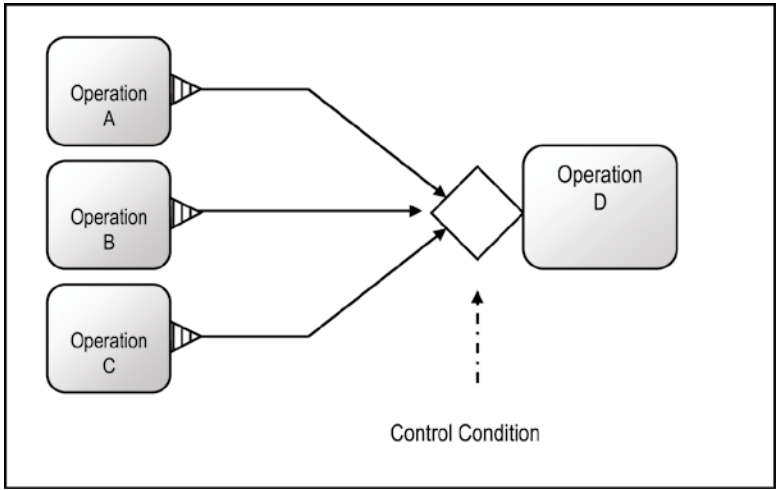 Operation
A
Operation
B
Operation
C
Operation
D
Control Condition